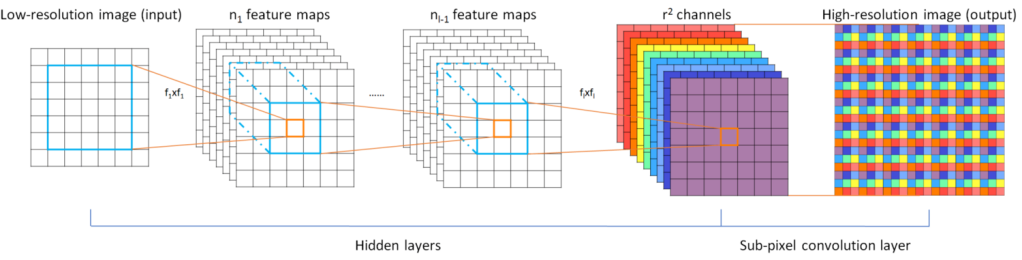 Low-resolution image (input)
n₁ feature maps
nₗ₋₁ feature maps
r² channels
High-resolution image (output)
f₁xf₁
......
fₗxfₗ
Hidden layers
Sub-pixel convolution layer